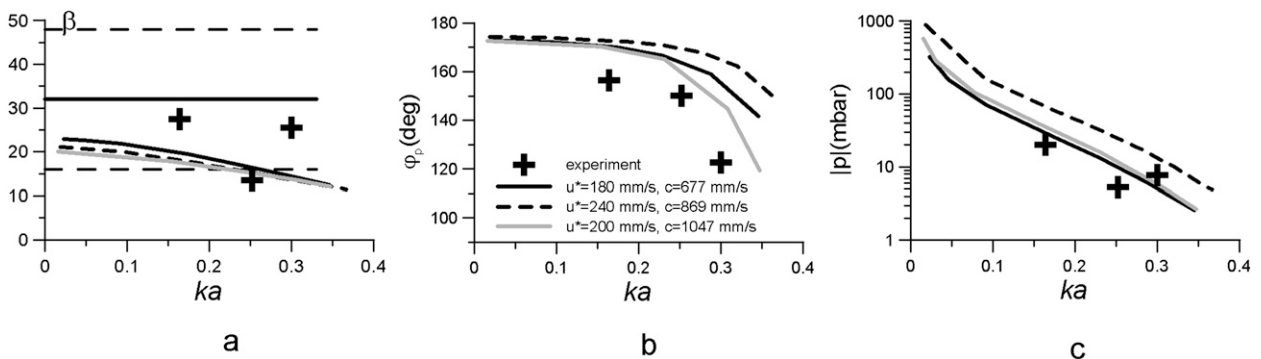 50
40
30
20
10
0
β
0
0.1
0.2
0.3
0.4
ka
a
180
160
140
120
100
φp(deg)
experiment
u*=180 mm/s, c=677 mm/s
u*=240 mm/s, c=869 mm/s
u*=200 mm/s, c=1047 mm/s
0
0.1
0.2
0.3
0.4
ka
b
1000
100
10
1
|p|(mbar)
0
0.1
0.2
0.3
0.4
ka
c